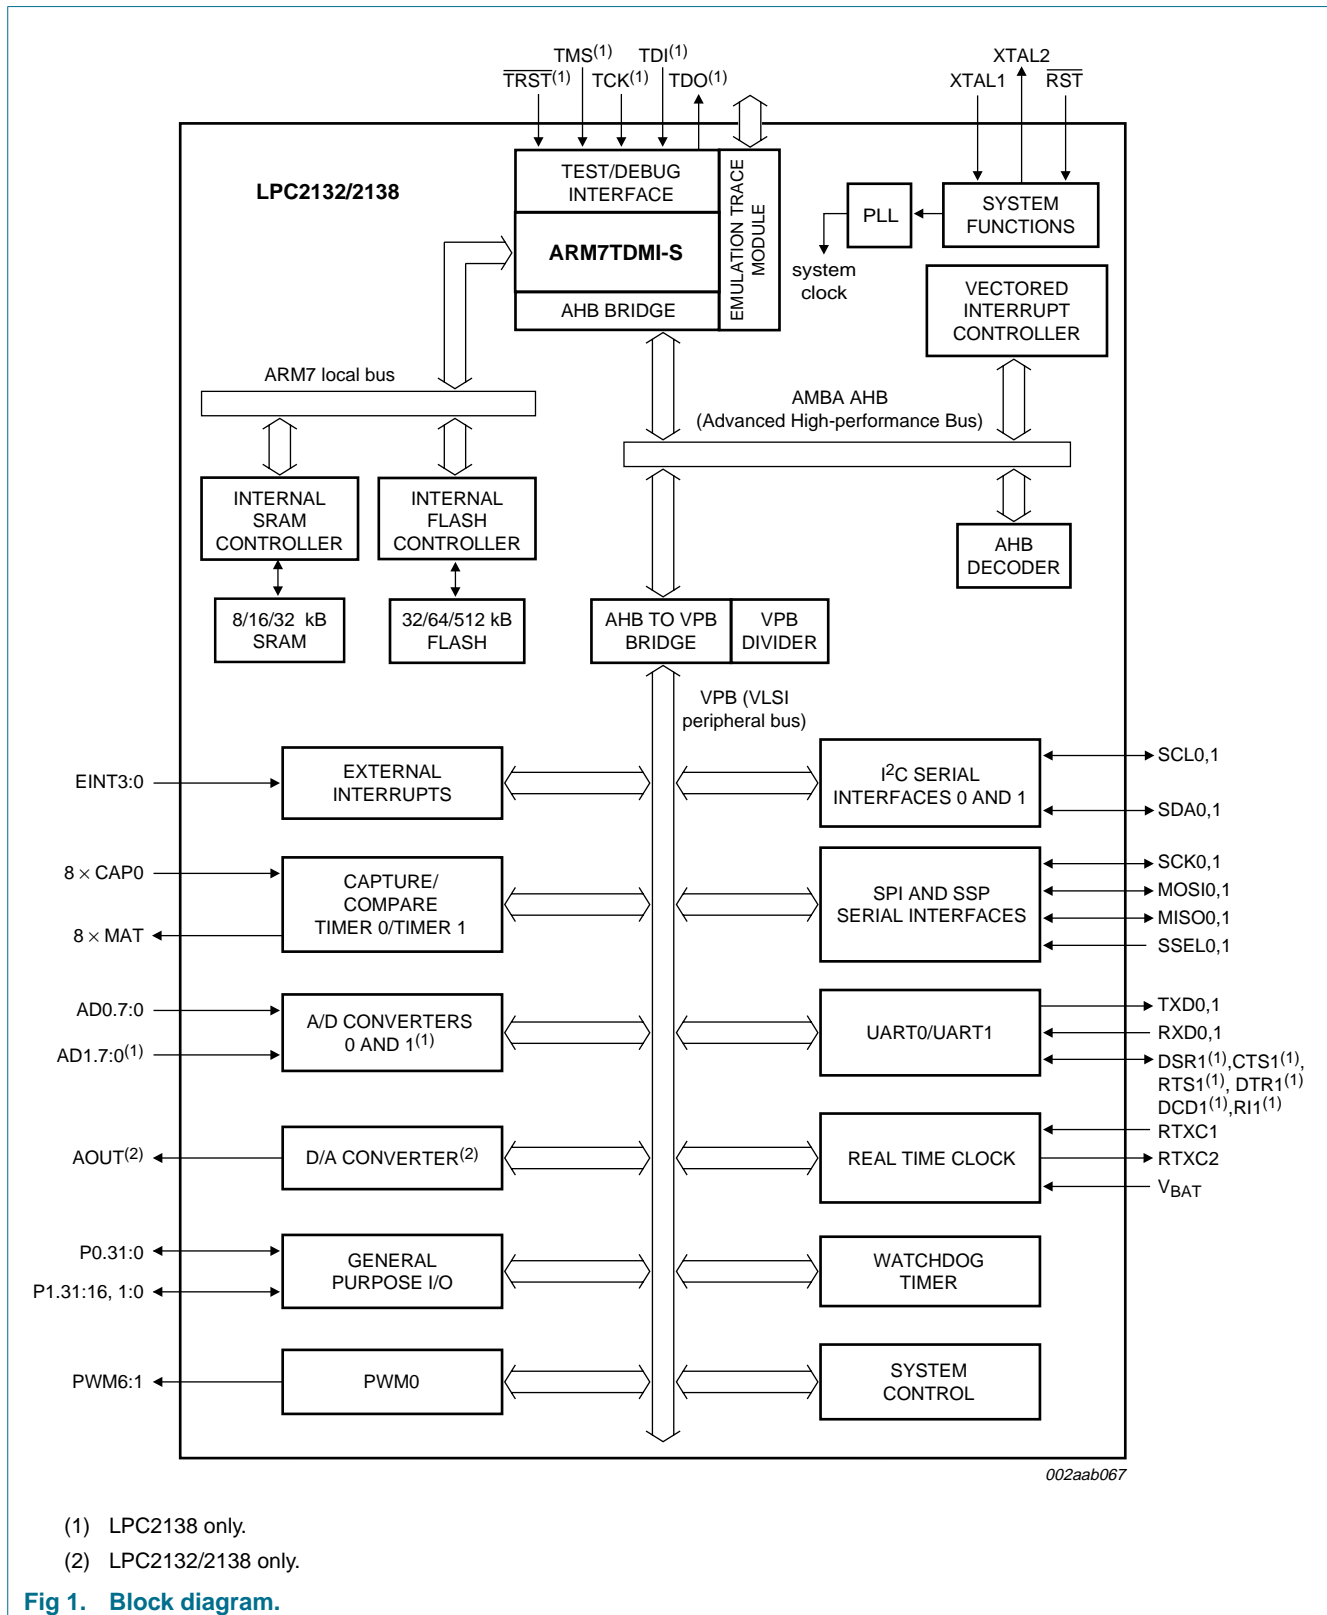 TMS(1)
TDI(1)
XTAL2
TRST(1)
TCK(1)
TDO(1)
XTAL1
RST
LPC2132/2138
TEST/DEBUG
INTERFACE
ARM7TDMI-S
AHB BRIDGE
EMULATION TRACE
MODULE
PLL
SYSTEM
FUNCTIONS
system
clock
VECTORED
INTERRUPT
CONTROLLER
ARM7 local bus
AMBA AHB
(Advanced High-performance Bus)
INTERNAL
SRAM
CONTROLLER
INTERNAL
FLASH
CONTROLLER
AHB
DECODER
8/16/32 kB
SRAM
32/64/512 kB
FLASH
AHB TO VPB
BRIDGE
VPB
DIVIDER
VPB (VLSI
peripheral bus)
EINT3:0
EXTERNAL
INTERRUPTS
I2C SERIAL
INTERFACES 0 AND 1
SCL0,1
SDA0,1
8 × CAP0
8 × MAT
CAPTURE/
COMPARE
TIMER 0/TIMER 1
SPI AND SSP
SERIAL INTERFACES
SCK0,1
MOSI0,1
MISO0,1
SSEL0,1
AD0.7:0
AD1.7:0(1)
A/D CONVERTERS
0 AND 1(1)
UART0/UART1
TXD0,1
RXD0,1
DSR1(1),CTS1(1),
RTS1(1), DTR1(1)
DCD1(1),RI1(1)
AOUT(2)
D/A CONVERTER(2)
REAL TIME CLOCK
RTXC1
RTXC2
VBAT
P0.31:0
P1.31:16, 1:0
GENERAL
PURPOSE I/O
WATCHDOG
TIMER
PWM6:1
PWM0
SYSTEM
CONTROL
002aab067
(1) LPC2138 only.
(2) LPC2132/2138 only.
Fig 1. Block diagram.